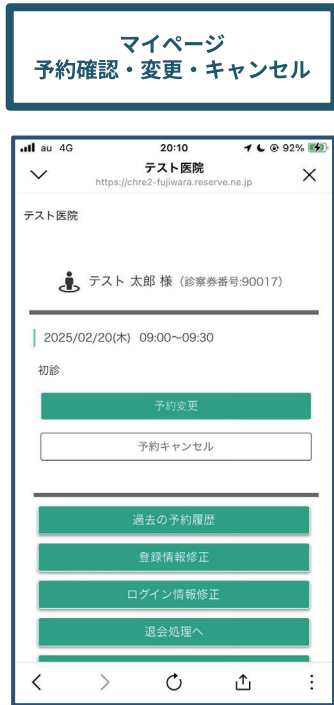 マイページ
予約確認・変更・キャンセル
au 4G 20:10 92%
テスト医院
https://chre2-fujiwara.reserve.ne.jp
テスト医院
テスト 太郎 様（診察券番号:90017）
2025/02/20(木) 09:00～09:30
初診
予約変更
予約キャンセル
過去の予約履歴
登録情報修正
ログイン情報修正
退会処理へ